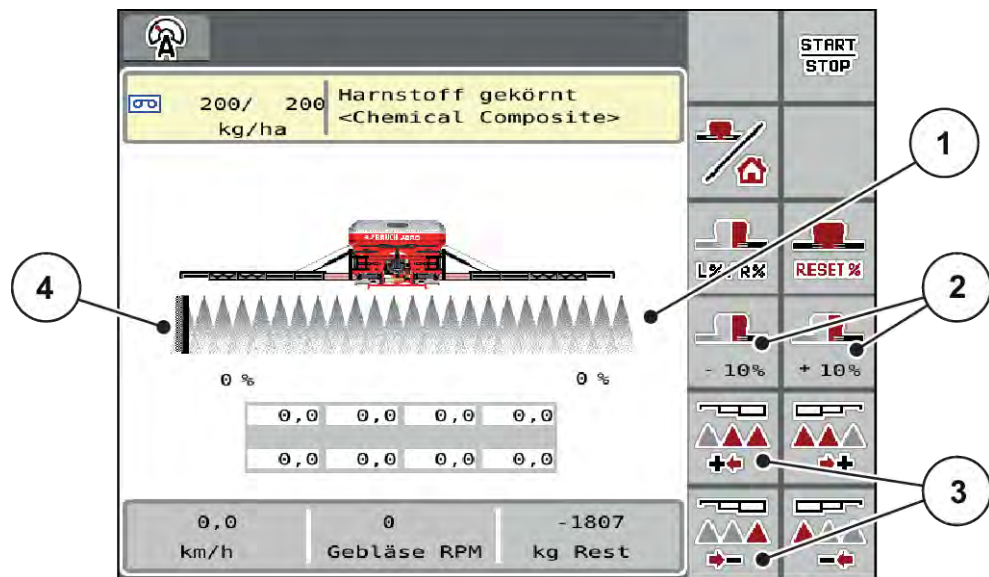 A
START
STOP
200/ 200
kg/ha
Harnstoff gekörnt
<Chemical Composite>
1
RAUCH
L% / R%
RESET %
4
2
- 10%
+ 10%
0 %
0 %
0,0 0,0 0,0 0,0
0,0 0,0 0,0 0,0
3
0,0
km/h
0
Gebläse RPM
-1807
kg Rest